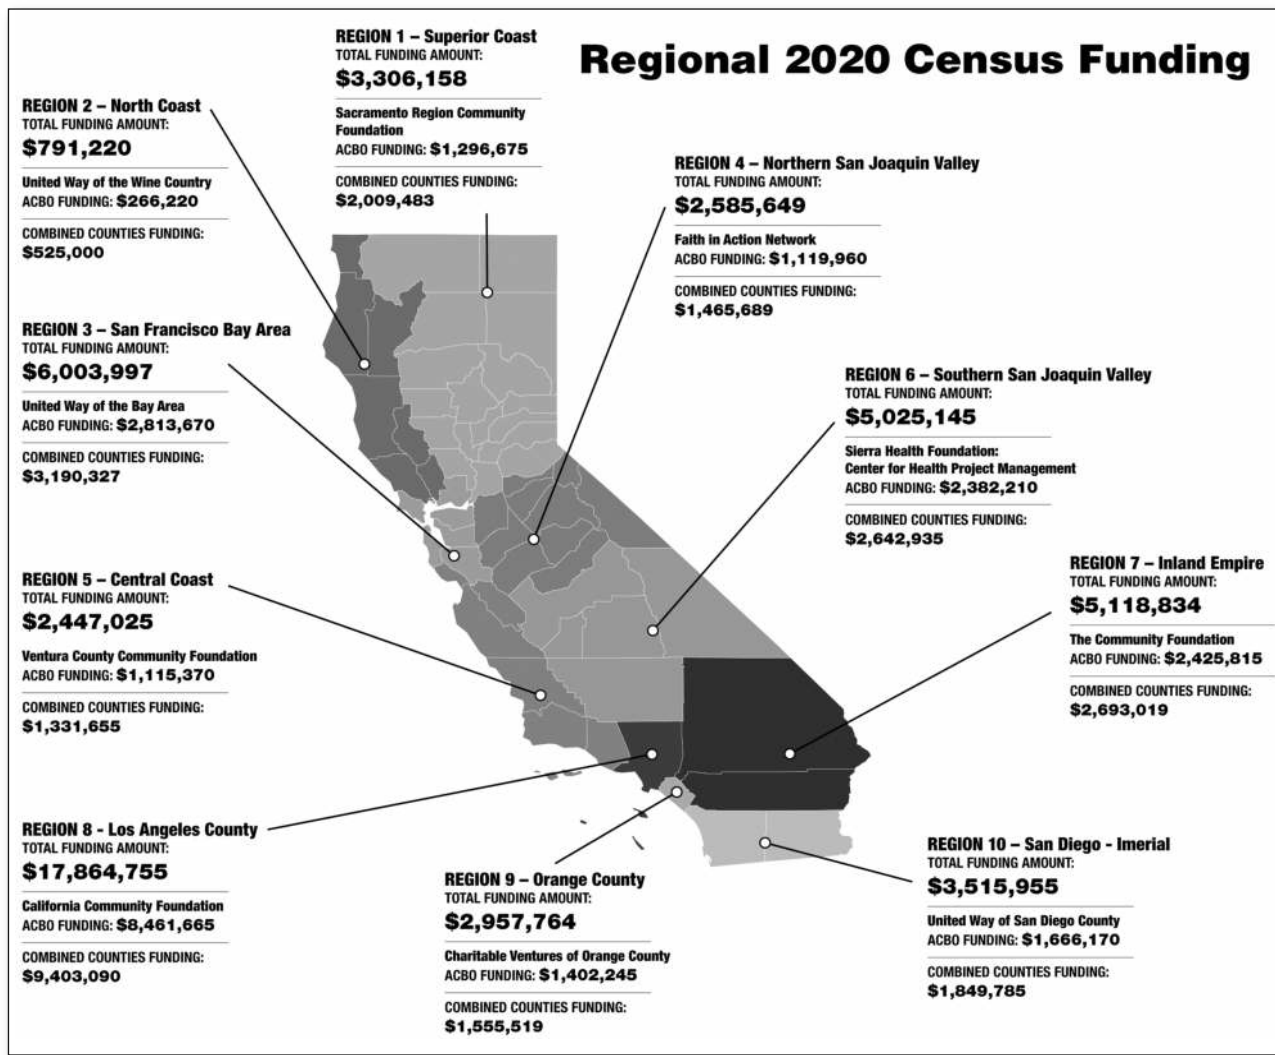 Regional 2020 Census Funding
REGION 1 – Superior Coast
TOTAL FUNDING AMOUNT:
$3,306,158
Sacramento Region Community
Foundation
ACBO FUNDING: $1,296,675
COMBINED COUNTIES FUNDING:
$2,009,483
REGION 2 – North Coast
TOTAL FUNDING AMOUNT:
$791,220
United Way of the Wine Country
ACBO FUNDING: $266,220
COMBINED COUNTIES FUNDING:
$525,000
REGION 3 – San Francisco Bay Area
TOTAL FUNDING AMOUNT:
$6,003,997
United Way of the Bay Area
ACBO FUNDING: $2,813,670
COMBINED COUNTIES FUNDING:
$3,190,327
REGION 4 – Northern San Joaquin Valley
TOTAL FUNDING AMOUNT:
$2,585,649
Faith in Action Network
ACBO FUNDING: $1,119,960
COMBINED COUNTIES FUNDING:
$1,465,689
REGION 5 – Central Coast
TOTAL FUNDING AMOUNT:
$2,447,025
Ventura County Community Foundation
ACBO FUNDING: $1,115,370
COMBINED COUNTIES FUNDING:
$1,331,655
REGION 6 – Southern San Joaquin Valley
TOTAL FUNDING AMOUNT:
$5,025,145
Sierra Health Foundation:
Center for Health Project Management
ACBO FUNDING: $2,382,210
COMBINED COUNTIES FUNDING:
$2,642,935
REGION 7 – Inland Empire
TOTAL FUNDING AMOUNT:
$5,118,834
The Community Foundation
ACBO FUNDING: $2,425,815
COMBINED COUNTIES FUNDING:
$2,693,019
REGION 8 - Los Angeles County
TOTAL FUNDING AMOUNT:
$17,864,755
California Community Foundation
ACBO FUNDING: $8,461,665
COMBINED COUNTIES FUNDING:
$9,403,090
REGION 9 – Orange County
TOTAL FUNDING AMOUNT:
$2,957,764
Charitable Ventures of Orange County
ACBO FUNDING: $1,402,245
COMBINED COUNTIES FUNDING:
$1,555,519
REGION 10 – San Diego - Imerial
TOTAL FUNDING AMOUNT:
$3,515,955
United Way of San Diego County
ACBO FUNDING: $1,666,170
COMBINED COUNTIES FUNDING:
$1,849,785